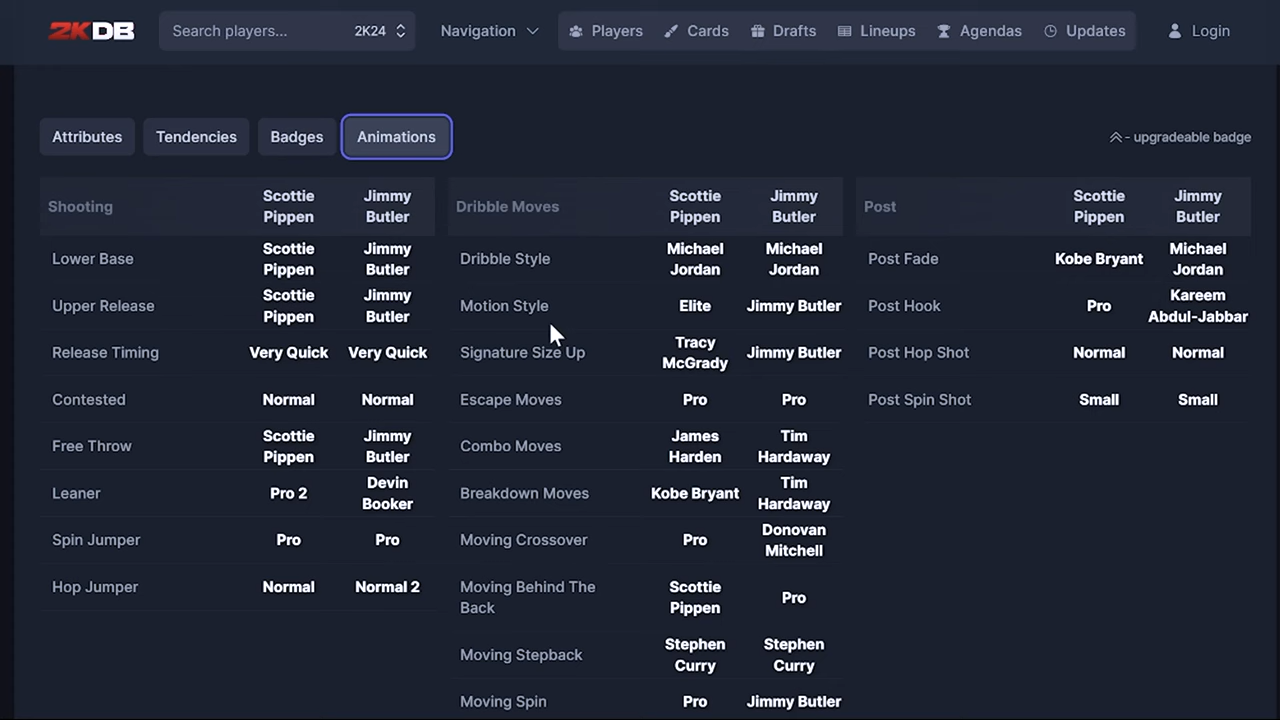 2KDB
Search players...
2K24
Navigation
Players
Cards
Drafts
Lineups
Agendas
Updates
Login
Attributes
Tendencies
Badges
Animations
- upgradeable badge
Shooting
Scottie
Pippen
Jimmy
Butler
Lower Base
Scottie
Pippen
Jimmy
Butler
Upper Release
Scottie
Pippen
Jimmy
Butler
Release Timing
Very Quick
Very Quick
Contested
Normal
Normal
Free Throw
Scottie
Pippen
Jimmy
Butler
Leaner
Pro 2
Devin
Booker
Spin Jumper
Pro
Pro
Hop Jumper
Normal
Normal 2
Dribble Moves
Scottie
Pippen
Jimmy
Butler
Dribble Style
Michael
Jordan
Michael
Jordan
Motion Style
Elite
Jimmy Butler
Signature Size Up
Tracy
McGrady
Jimmy Butler
Escape Moves
Pro
Pro
Combo Moves
James
Harden
Tim
Hardaway
Breakdown Moves
Kobe Bryant
Tim
Hardaway
Moving Crossover
Pro
Donovan
Mitchell
Moving Behind The
Back
Scottie
Pippen
Pro
Moving Stepback
Stephen
Curry
Stephen
Curry
Moving Spin
Pro
Jimmy Butler
Post
Scottie
Pippen
Jimmy
Butler
Post Fade
Kobe Bryant
Michael
Jordan
Post Hook
Pro
Kareem
Abdul-Jabbar
Post Hop Shot
Normal
Normal
Post Spin Shot
Small
Small